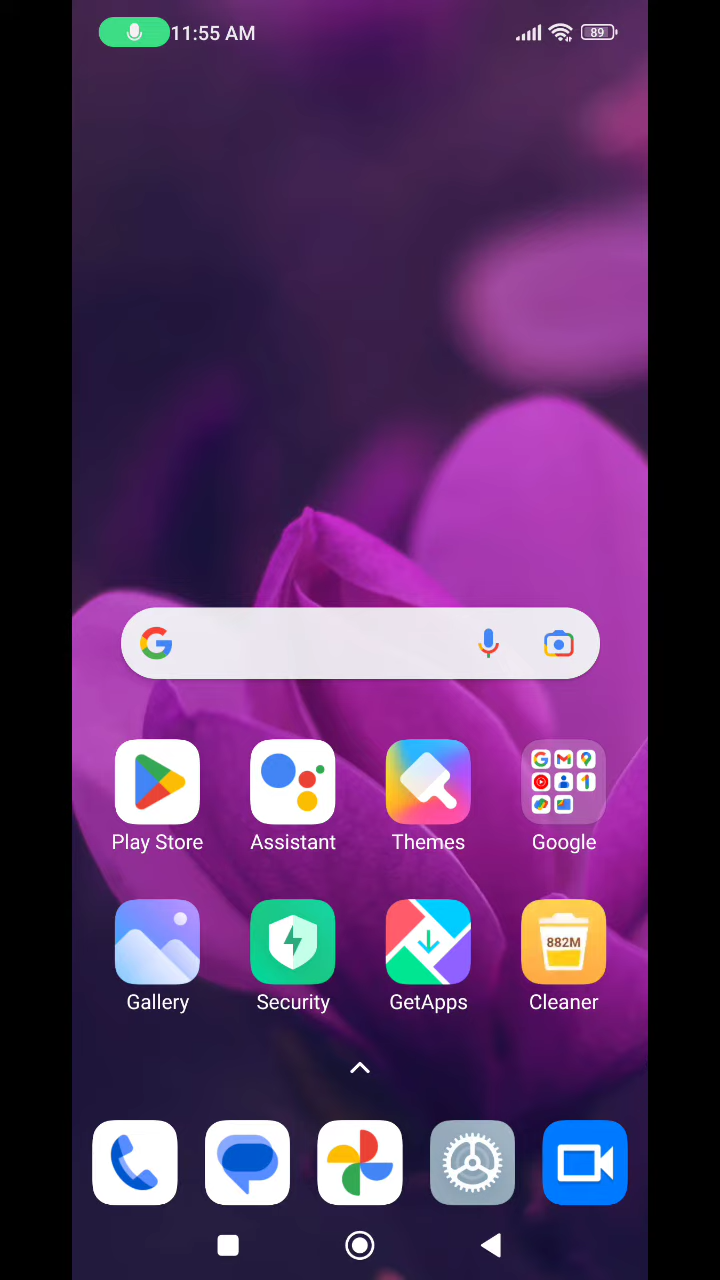 11:55 AM
89
Play Store
Assistant
Themes
Google
882M
Gallery
Security
GetApps
Cleaner